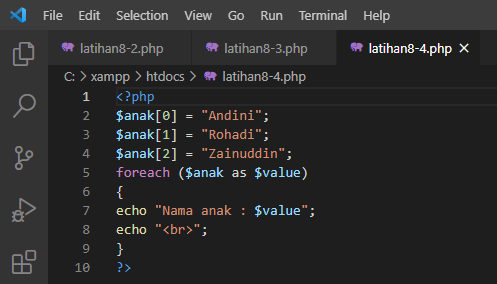 File Edit Selection View Go Run Terminal Help
latihan8-2.php latihan8-3.php latihan8-4.php
C: > xampp > htdocs > latihan8-4.php
1 <?php
2 $anak[0] = "Andini";
3 $anak[1] = "Rohadi";
4 $anak[2] = "Zainuddin";
5 foreach ($anak as $value)
6 {
7 echo "Nama anak : $value";
8 echo "<br>";
9 }
10 ?>